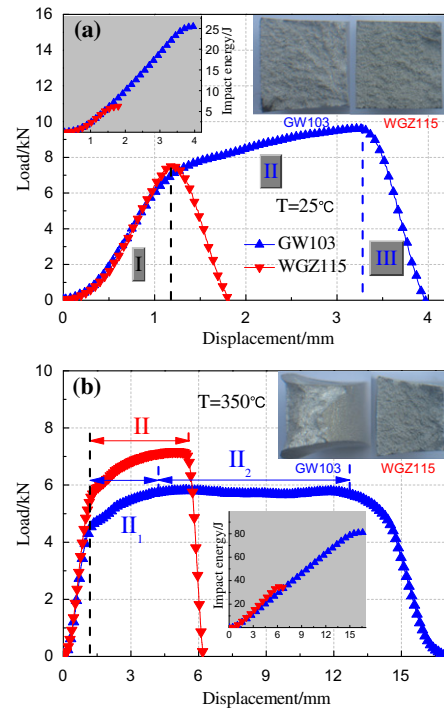 (a)
16
14
12
10
8
6
4
2
0
Load/kN
25
20
15
10
5
0
Impact energy/J
0 1 2 3 4
GW103 WGZ115
II
T=25℃
I
GW103
WGZ115
III
0 1 2 3 4
Displacement/mm
(b)
10
8
6
4
2
0
Load/kN
T=350℃
II
GW103 WGZ115
II2
II1
80
60
40
20
Impact energy/J
0 3 6 9 12 15
0 3 6 9 12 15
Displacement/mm